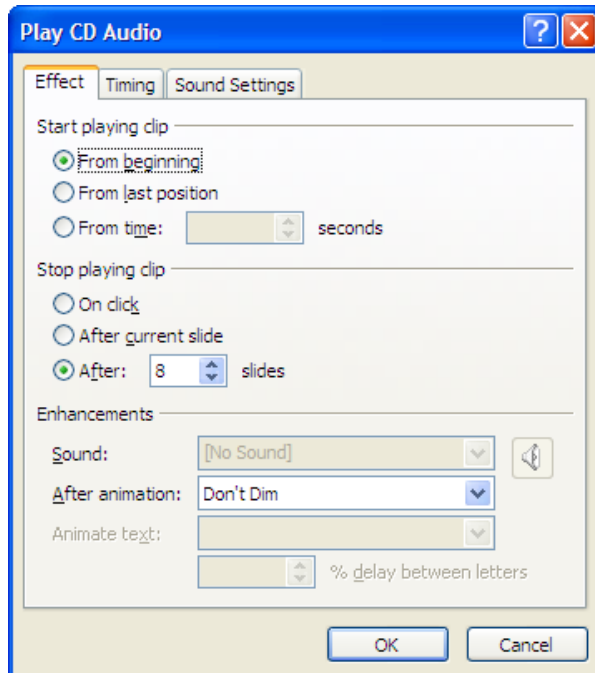 Play CD Audio
Effect Timing Sound Settings
Start playing clip
From beginning
From last position
From time: seconds
Stop playing clip
On click
After current slide
After: 8 slides
Enhancements
Sound: [No Sound]
After animation: Don't Dim
Animate text:
% delay between letters
OK Cancel